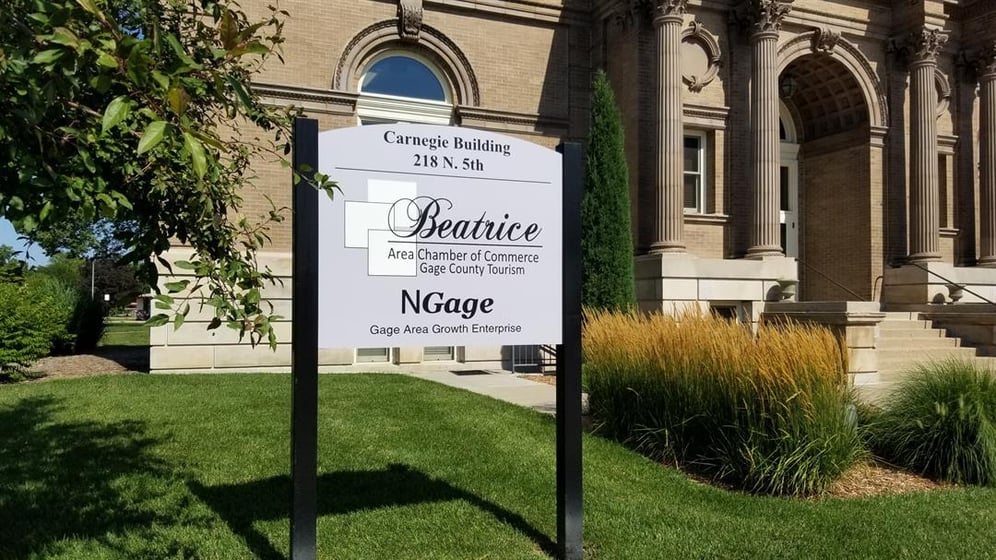 Carnegie Building
218 N. 5th
Beatrice
Area Chamber of Commerce
Gage County Tourism
NGage
Gage Area Growth Enterprise